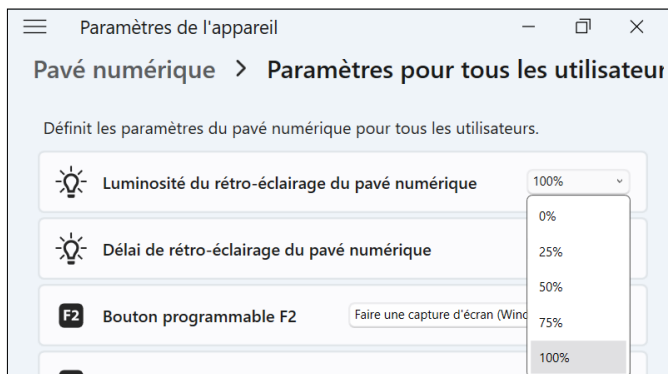 Paramètres de l'appareil
Pavé numérique > Paramètres pour tous les utilisateur
Définit les paramètres du pavé numérique pour tous les utilisateurs.
Luminosité du rétro-éclairage du pavé numérique 100%
0%
Délai de rétro-éclairage du pavé numérique 25%
50%
F2 Bouton programmable F2 Faire une capture d'écran (Wind
75%
100%